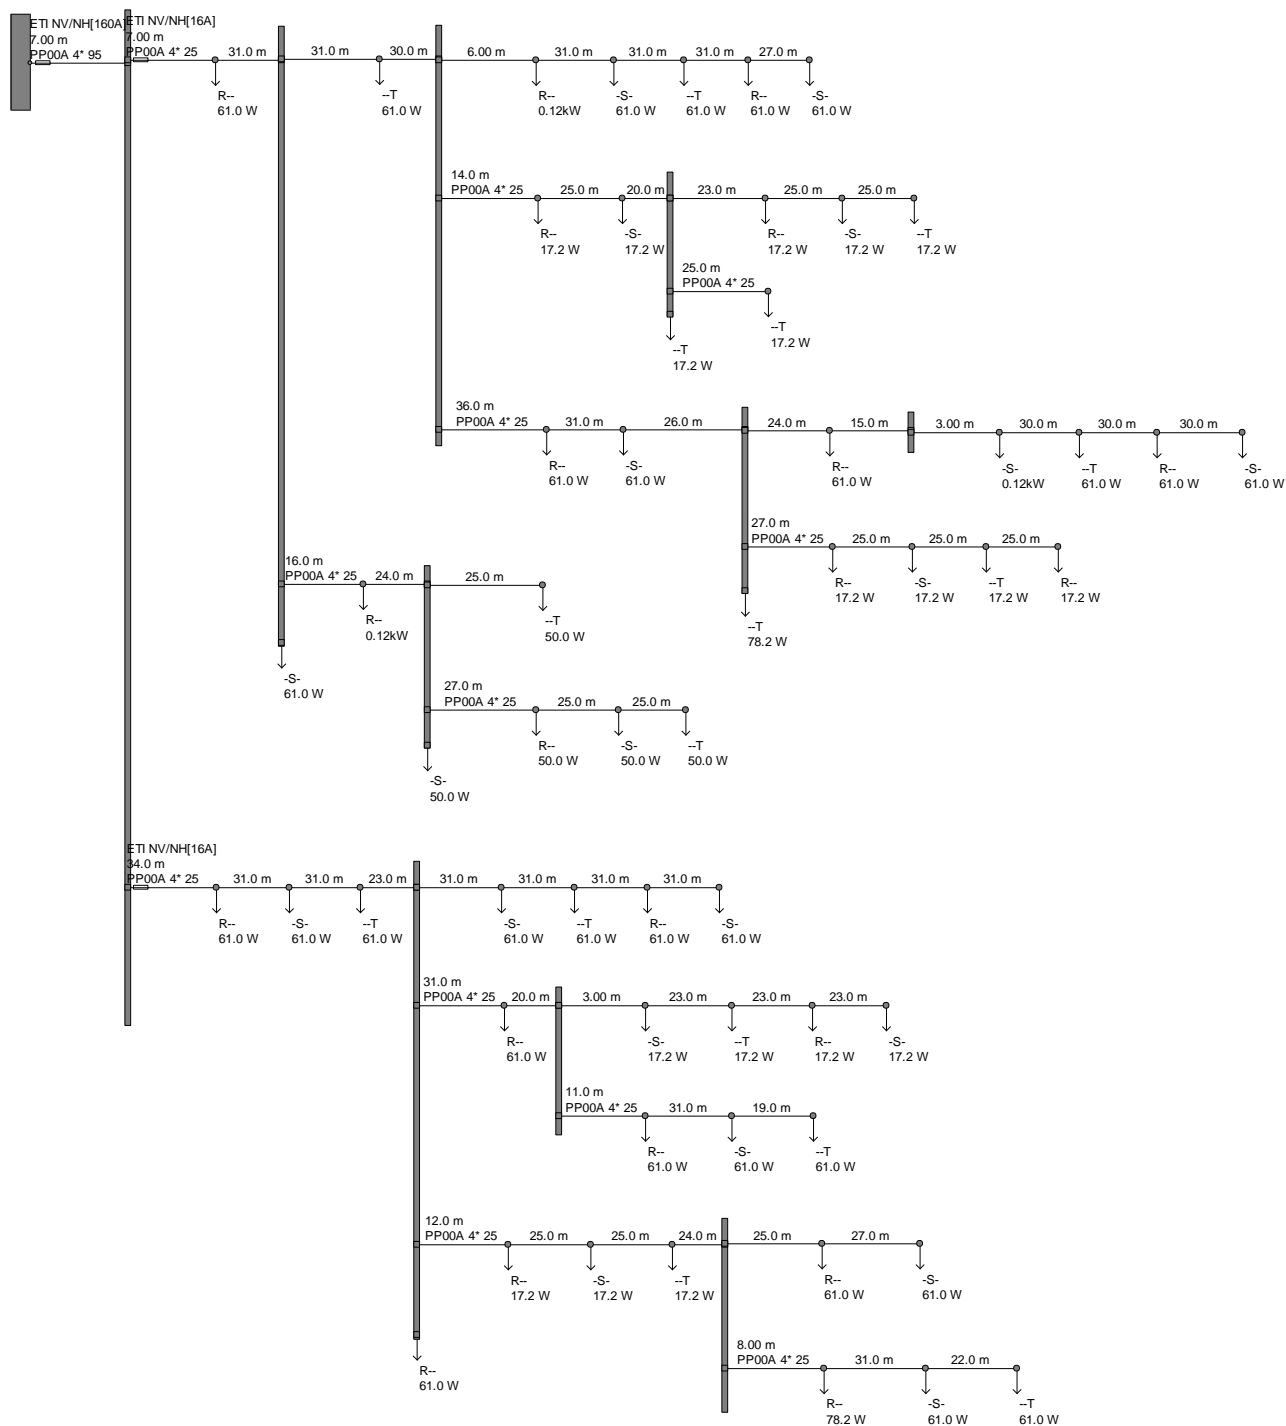 ETI NV/NH[160A]
7.00 m
PP00A 4* 95
ETI NV/NH[16A]
7.00 m
PP00A 4* 25
31.0 m
31.0 m
30.0 m
6.00 m
31.0 m
31.0 m
31.0 m
27.0 m
R--
61.0 W
--T
61.0 W
R--
0.12kW
-S-
61.0 W
--T
61.0 W
R--
61.0 W
-S-
61.0 W
14.0 m
PP00A 4* 25
25.0 m
20.0 m
23.0 m
25.0 m
25.0 m
R--
17.2 W
-S-
17.2 W
R--
17.2 W
-S-
17.2 W
--T
17.2 W
25.0 m
PP00A 4* 25
--T
17.2 W
--T
17.2 W
36.0 m
PP00A 4* 25
31.0 m
26.0 m
24.0 m
15.0 m
3.00 m
30.0 m
30.0 m
30.0 m
R--
61.0 W
-S-
61.0 W
R--
61.0 W
-S-
0.12kW
--T
61.0 W
R--
61.0 W
-S-
61.0 W
27.0 m
PP00A 4* 25
25.0 m
25.0 m
25.0 m
R--
17.2 W
-S-
17.2 W
--T
17.2 W
R--
17.2 W
--T
78.2 W
16.0 m
PP00A 4* 25
24.0 m
25.0 m
R--
0.12kW
--T
50.0 W
-S-
61.0 W
27.0 m
PP00A 4* 25
25.0 m
25.0 m
R--
50.0 W
-S-
50.0 W
--T
50.0 W
-S-
50.0 W
ETI NV/NH[16A]
34.0 m
PP00A 4* 25
31.0 m
31.0 m
23.0 m
31.0 m
31.0 m
31.0 m
31.0 m
R--
61.0 W
-S-
61.0 W
--T
61.0 W
-S-
61.0 W
--T
61.0 W
R--
61.0 W
-S-
61.0 W
31.0 m
PP00A 4* 25
20.0 m
3.00 m
23.0 m
23.0 m
23.0 m
R--
61.0 W
-S-
17.2 W
--T
17.2 W
R--
17.2 W
-S-
17.2 W
11.0 m
PP00A 4* 25
31.0 m
19.0 m
R--
61.0 W
-S-
61.0 W
--T
61.0 W
12.0 m
PP00A 4* 25
25.0 m
25.0 m
24.0 m
25.0 m
27.0 m
R--
17.2 W
-S-
17.2 W
--T
17.2 W
R--
61.0 W
-S-
61.0 W
8.00 m
PP00A 4* 25
31.0 m
22.0 m
R--
61.0 W
R--
78.2 W
-S-
61.0 W
--T
61.0 W